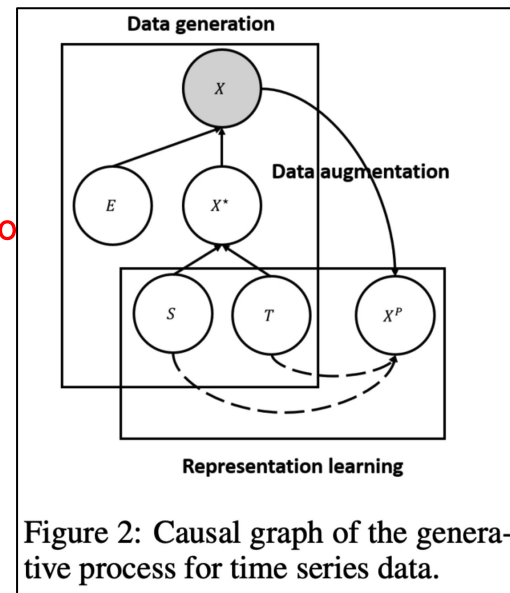 Data generation
X
Data augmentation
E
X*
o
S
T
X^P
Representation learning
Figure 2: Causal graph of the genera-
tive process for time series data.